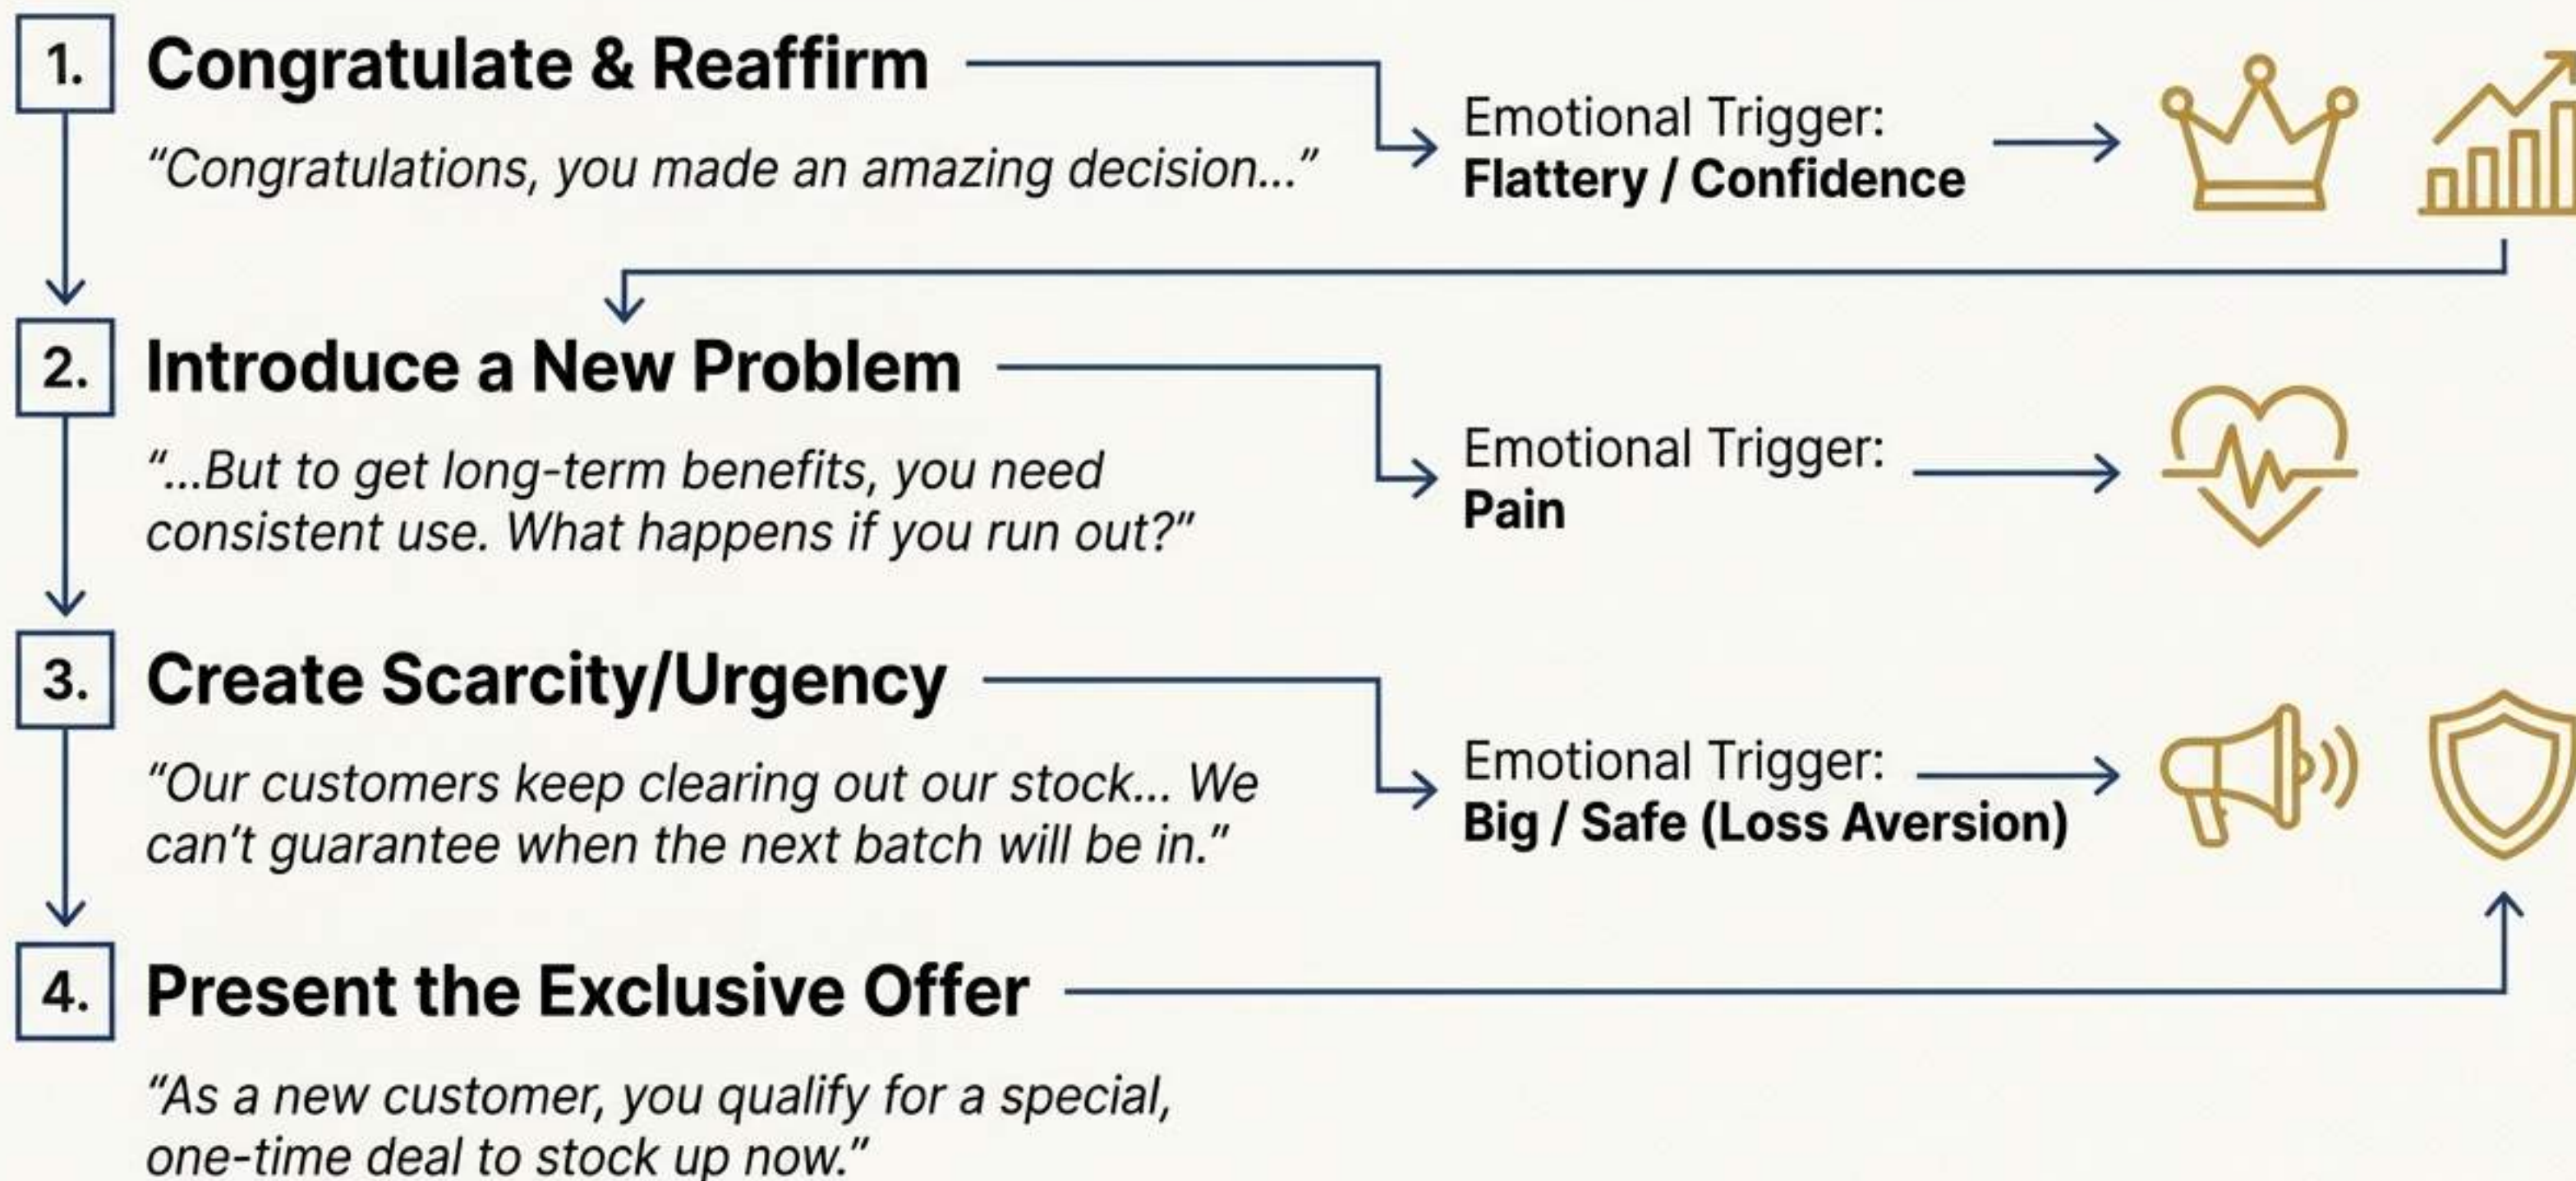 1.
Congratulate & Reaffirm
“Congratulations, you made an amazing decision...”
Emotional Trigger:
Flattery / Confidence
2.
Introduce a New Problem
“...But to get long-term benefits, you need
consistent use. What happens if you run out?”
Emotional Trigger:
Pain
3.
Create Scarcity/Urgency
“Our customers keep clearing out our stock... We
can’t guarantee when the next batch will be in.”
Emotional Trigger:
Big / Safe (Loss Aversion)
4.
Present the Exclusive Offer
“As a new customer, you qualify for a special,
one-time deal to stock up now.”